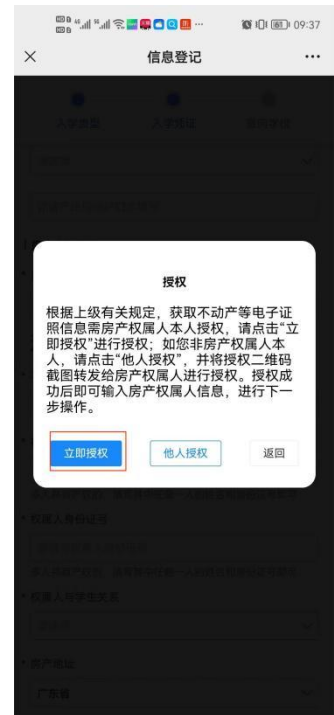 09:37
信息登记
入学类型
授权
根据上级有关规定，获取不动产等电子证
照信息需房产权属人本人授权，请点击“立
即授权”进行授权；如您非房产权属人本
人，请点击“他人授权”，并将授权二维码
截图转发给房产权属人进行授权。授权成
功后即可输入房产权属人信息，进行下一
步操作。
立即授权 他人授权 返回
* 权属人身份证号
* 权属人与学生关系
* 房产地址
广东省